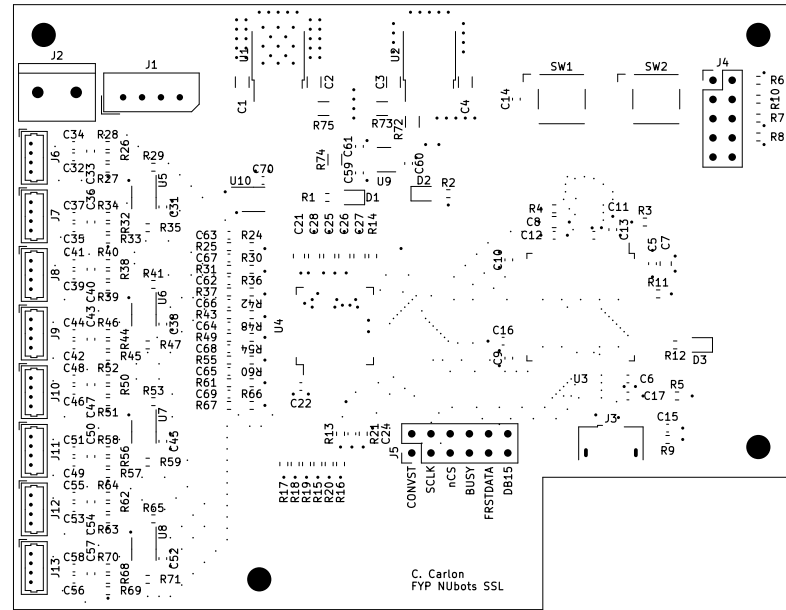 J2
J1
U1
C1
C2
R75
C3
R73
R72
U2
C4
C14
SW1
SW2
J4
R6
R10
R7
R8
J6
C34
R28
R26
C32
C33
R27
R29
U5
C31
C36
J7
C37
R34
R32
C35
R33
R35
J8
C41
R40
R38
C39
C40
R39
R41
U6
C38
C43
J9
C44
R46
R44
C42
R45
R47
J10
C48
R52
R50
C46
C47
R51
R53
U7
C45
C50
J11
C51
R58
R56
C49
R57
R59
J12
C55
R64
R62
C53
C54
R63
R65
U8
C52
C57
J13
C58
R70
R68
C56
R69
R71
C70
U10
R74
C61
C59
U9
C60
R1
D1
D2
R2
C21
C28
C25
C26
C27
R14
C63
R24
R25
C67
R30
R31
C62
R36
R37
C66
R42
R43
C64
R48
R49
C68
R54
R55
C65
R60
R61
C69
R66
R67
U4
C22
R4
C8
C12
C11
C13
R3
C5
C7
R11
C10
C16
C9
R12
D3
U3
C6
C17
R5
J3
C15
R9
R13
R21
C24
J5
R17
R18
R19
R15
R20
R16
CONVST
SCLK
nCS
BUSY
FRSTDATA
DB15
C. Carlon
FYP NUbots SSL